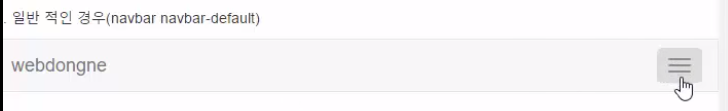 . 일반 적인 경우(navbar navbar-default)
webdongne